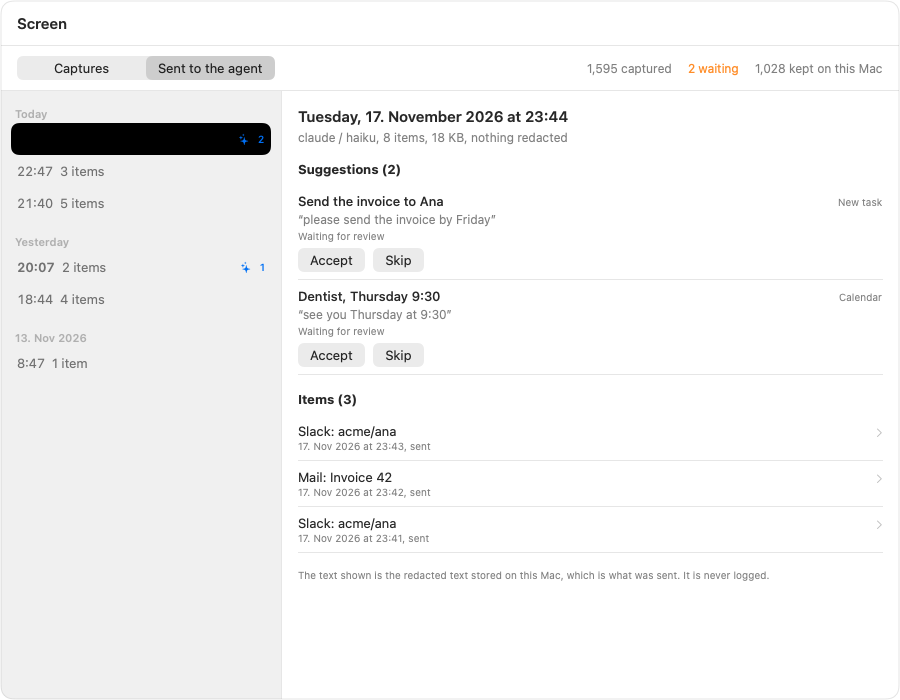 Screen
Captures
Sent to the agent
1,595 captured
2 waiting
1,028 kept on this Mac
Today
2
22:47 3 items
21:40 5 items
Yesterday
20:07 2 items
1
18:44 4 items
13. Nov 2026
8:47 1 item
Tuesday, 17. November 2026 at 23:44
claude / haiku, 8 items, 18 KB, nothing redacted
Suggestions (2)
Send the invoice to Ana
New task
“please send the invoice by Friday”
Waiting for review
Accept
Skip
Dentist, Thursday 9:30
Calendar
“see you Thursday at 9:30”
Waiting for review
Accept
Skip
Items (3)
Slack: acme/ana
17. Nov 2026 at 23:43, sent
Mail: Invoice 42
17. Nov 2026 at 23:42, sent
Slack: acme/ana
17. Nov 2026 at 23:41, sent
The text shown is the redacted text stored on this Mac, which is what was sent. It is never logged.